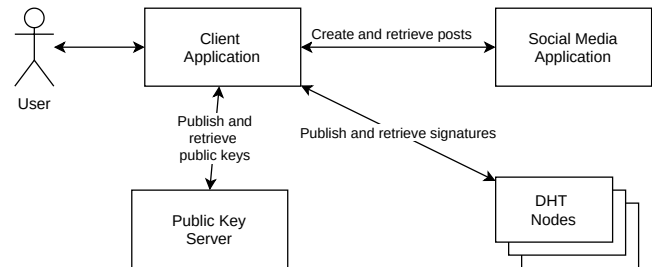 Client
Application
Create and retrieve posts
Social Media
Application
User
Publish and
retrieve
public keys
Publish and retrieve signatures
Public Key
Server
DHT
Nodes